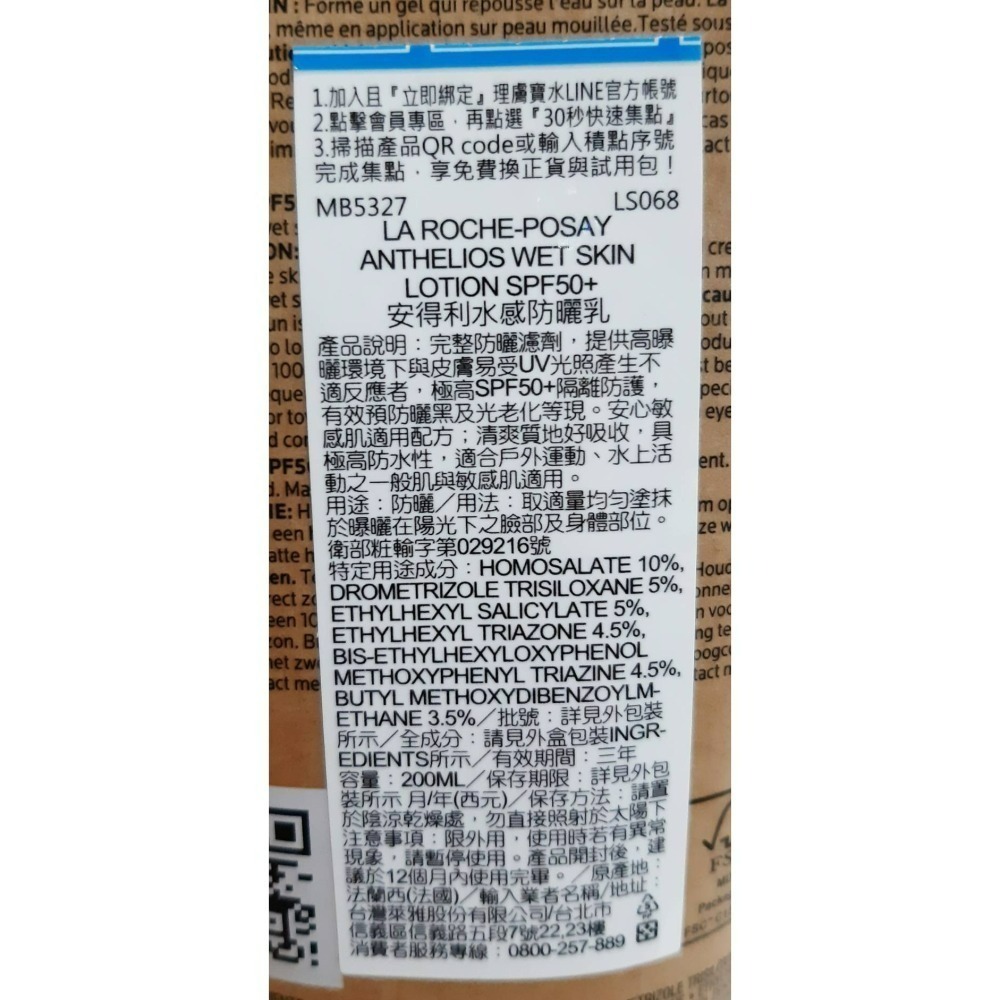 IN : Forme un gel qui repousse l'eau sur la peau. La
même en application sur peau mouillée.Testé sous
1.加入且『立即綁定』理膚寶水LINE官方帳號
2.點擊會員專區，再點選『30秒快速集點』
3.掃描產品QR code或輸入積點序號
完成集點，享免費換正貨與試用包！
MB5327 LS068
LA ROCHE-POSAY
ANTHELIOS WET SKIN
LOTION SPF50+
安得利水感防曬乳
產品說明：完整防曬濾劑，提供高曝
曬環境下與皮膚易受UV光照產生不
適反應者，極高SPF50+隔離防護，
有效預防曬黑及光老化等現。安心敏
感肌適用配方；清爽質地好吸收，具
極高防水性，適合戶外運動、水上活
動之一般肌與敏感肌適用。
用途：防曬／用法：取適量均勻塗抹
於曝曬在陽光下之臉部及身體部位。
衛部粧輸字第029216號
特定用途成分：HOMOSALATE 10%,
DROMETRIZOLE TRISILOXANE 5%,
ETHYLHEXYL SALICYLATE 5%,
ETHYLHEXYL TRIAZONE 4.5%,
BIS-ETHYLHEXYLOXYPHENOL
METHOXYPHENYL TRIAZINE 4.5%,
BUTYL METHOXYDIBENZOYLM-
ETHANE 3.5%／批號：詳見外包裝
所示／全成分：請見外盒包裝INGR-
EDIENTS所示／有效期間：三年
容量：200ML／保存期限：詳見外包
裝所示 月/年(西元)／保存方法：請置
於陰涼乾燥處，勿直接照射於太陽下
注意事項：限外用，使用時若有異常
現象，請暫停使用。產品開封後，建
議於12個月內使用完畢。／原產地：
法蘭西(法國)／輸入業者名稱/地址：
台灣萊雅股份有限公司/台北市
信義區信義路五段7號22,23樓
消費者服務專線：0800-257-889